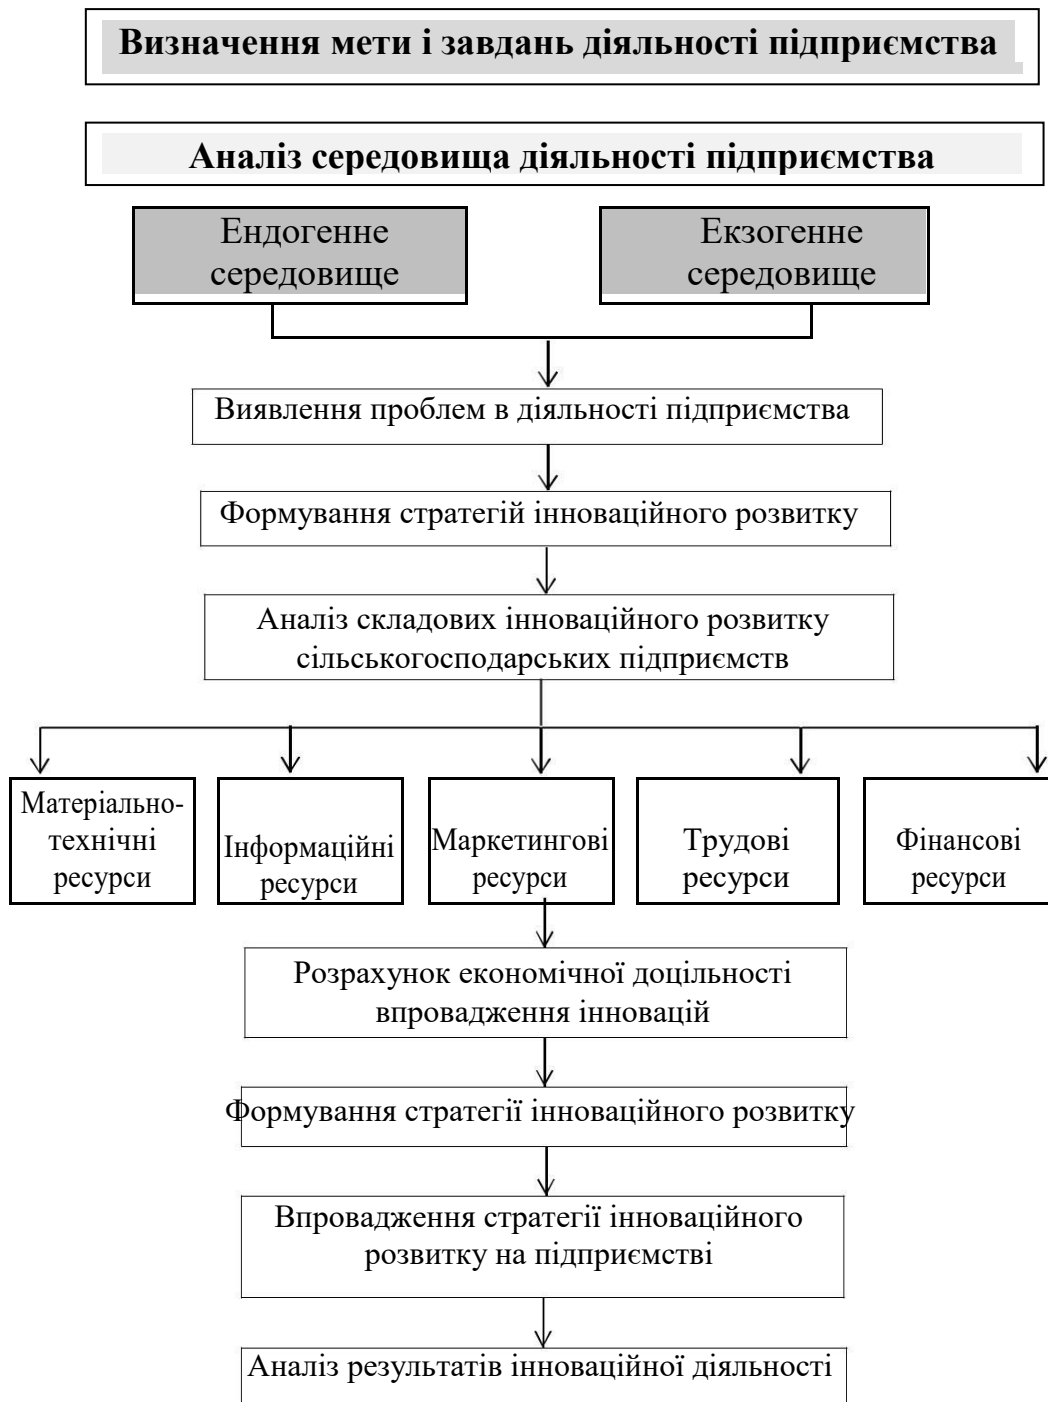 Визначення мети і завдань діяльності підприємства
Аналіз середовища діяльності підприємства
Ендогенне
середовище
Екзогенне
середовище
Виявлення проблем в діяльності підприємства
Формування стратегій інноваційного розвитку
Аналіз складових інноваційного розвитку
сільськогосподарських підприємств
Матеріально-
технічні
ресурси
Інформаційні
ресурси
Маркетингові
ресурси
Трудові
ресурси
Фінансові
ресурси
Розрахунок економічної доцільності
впровадження інновацій
Формування стратегії інноваційного розвитку
Впровадження стратегії інноваційного
розвитку на підприємстві
Аналіз результатів інноваційної діяльності